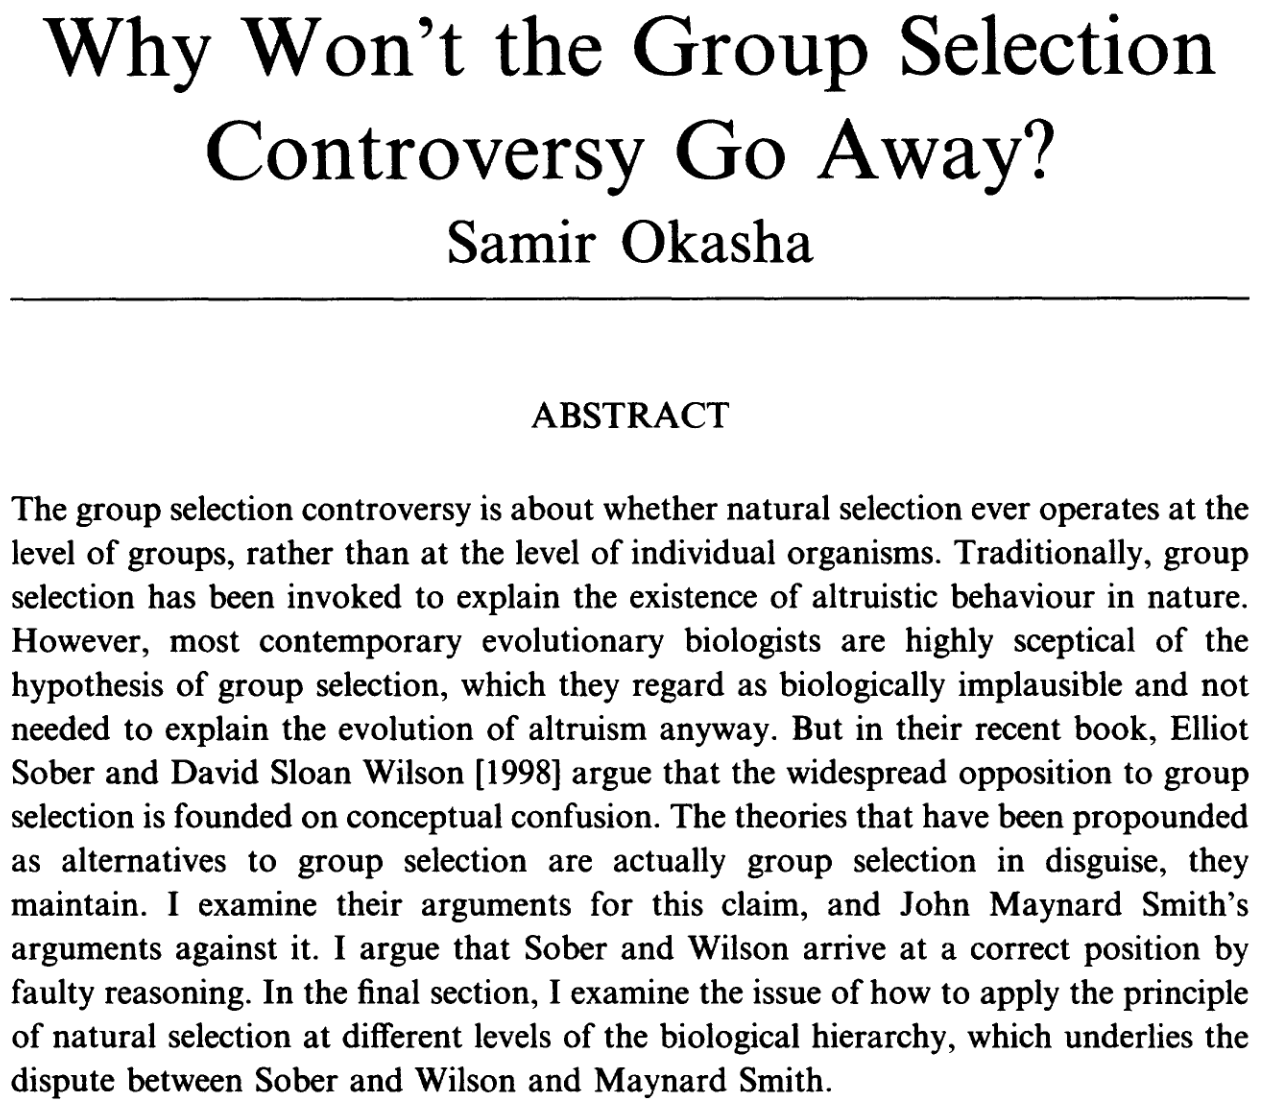 Why Won't the Group Selection
Controversy Go Away?
Samir Okasha
ABSTRACT
The group selection controversy is about whether natural selection ever operates at the
level of groups, rather than at the level of individual organisms. Traditionally, group
selection has been invoked to explain the existence of altruistic behaviour in nature.
However, most contemporary evolutionary biologists are highly sceptical of the
hypothesis of group selection, which they regard as biologically implausible and not
needed to explain the evolution of altruism anyway. But in their recent book, Elliot
Sober and David Sloan Wilson [1998] argue that the widespread opposition to group
selection is founded on conceptual confusion. The theories that have been propounded
as alternatives to group selection are actually group selection in disguise, they
maintain. I examine their arguments for this claim, and John Maynard Smith's
arguments against it. I argue that Sober and Wilson arrive at a correct position by
faulty reasoning. In the final section, I examine the issue of how to apply the principle
of natural selection at different levels of the biological hierarchy, which underlies the
dispute between Sober and Wilson and Maynard Smith.